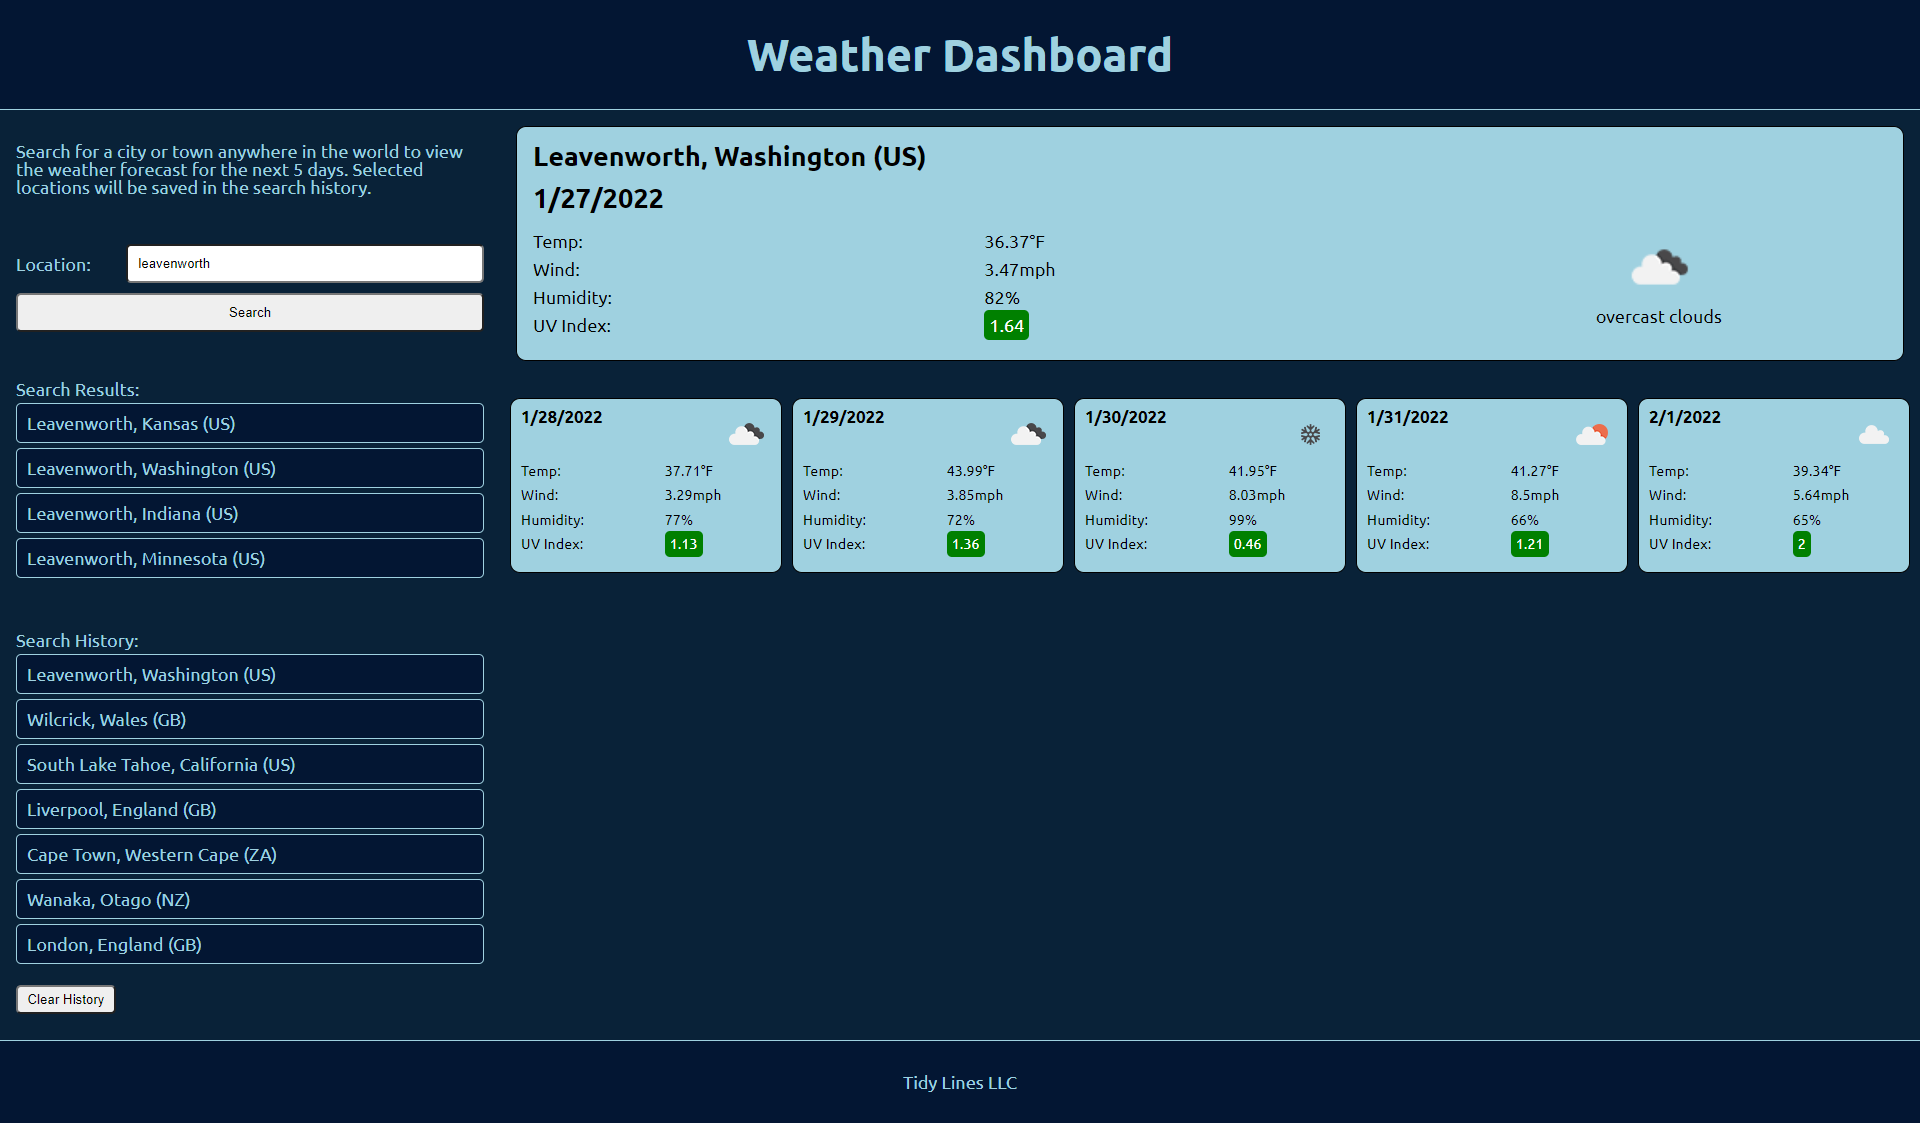 Weather Dashboard
Search for a city or town anywhere in the world to view
the weather forecast for the next 5 days. Selected
locations will be saved in the search history.
Location: leavenworth
Search
Search Results:
Leavenworth, Kansas (US)
Leavenworth, Washington (US)
Leavenworth, Indiana (US)
Leavenworth, Minnesota (US)
Search History:
Leavenworth, Washington (US)
Wilcrick, Wales (GB)
South Lake Tahoe, California (US)
Liverpool, England (GB)
Cape Town, Western Cape (ZA)
Wanaka, Otago (NZ)
London, England (GB)
Clear History
Leavenworth, Washington (US)
1/27/2022
Temp: 36.37°F
Wind: 3.47mph
Humidity: 82%
UV Index: 1.64
overcast clouds
1/28/2022
Temp: 37.71°F
Wind: 3.29mph
Humidity: 77%
UV Index: 1.13
1/29/2022
Temp: 43.99°F
Wind: 3.85mph
Humidity: 72%
UV Index: 1.36
1/30/2022
Temp: 41.95°F
Wind: 8.03mph
Humidity: 99%
UV Index: 0.46
1/31/2022
Temp: 41.27°F
Wind: 8.5mph
Humidity: 66%
UV Index: 1.21
2/1/2022
Temp: 39.34°F
Wind: 5.64mph
Humidity: 65%
UV Index: 2
Tidy Lines LLC